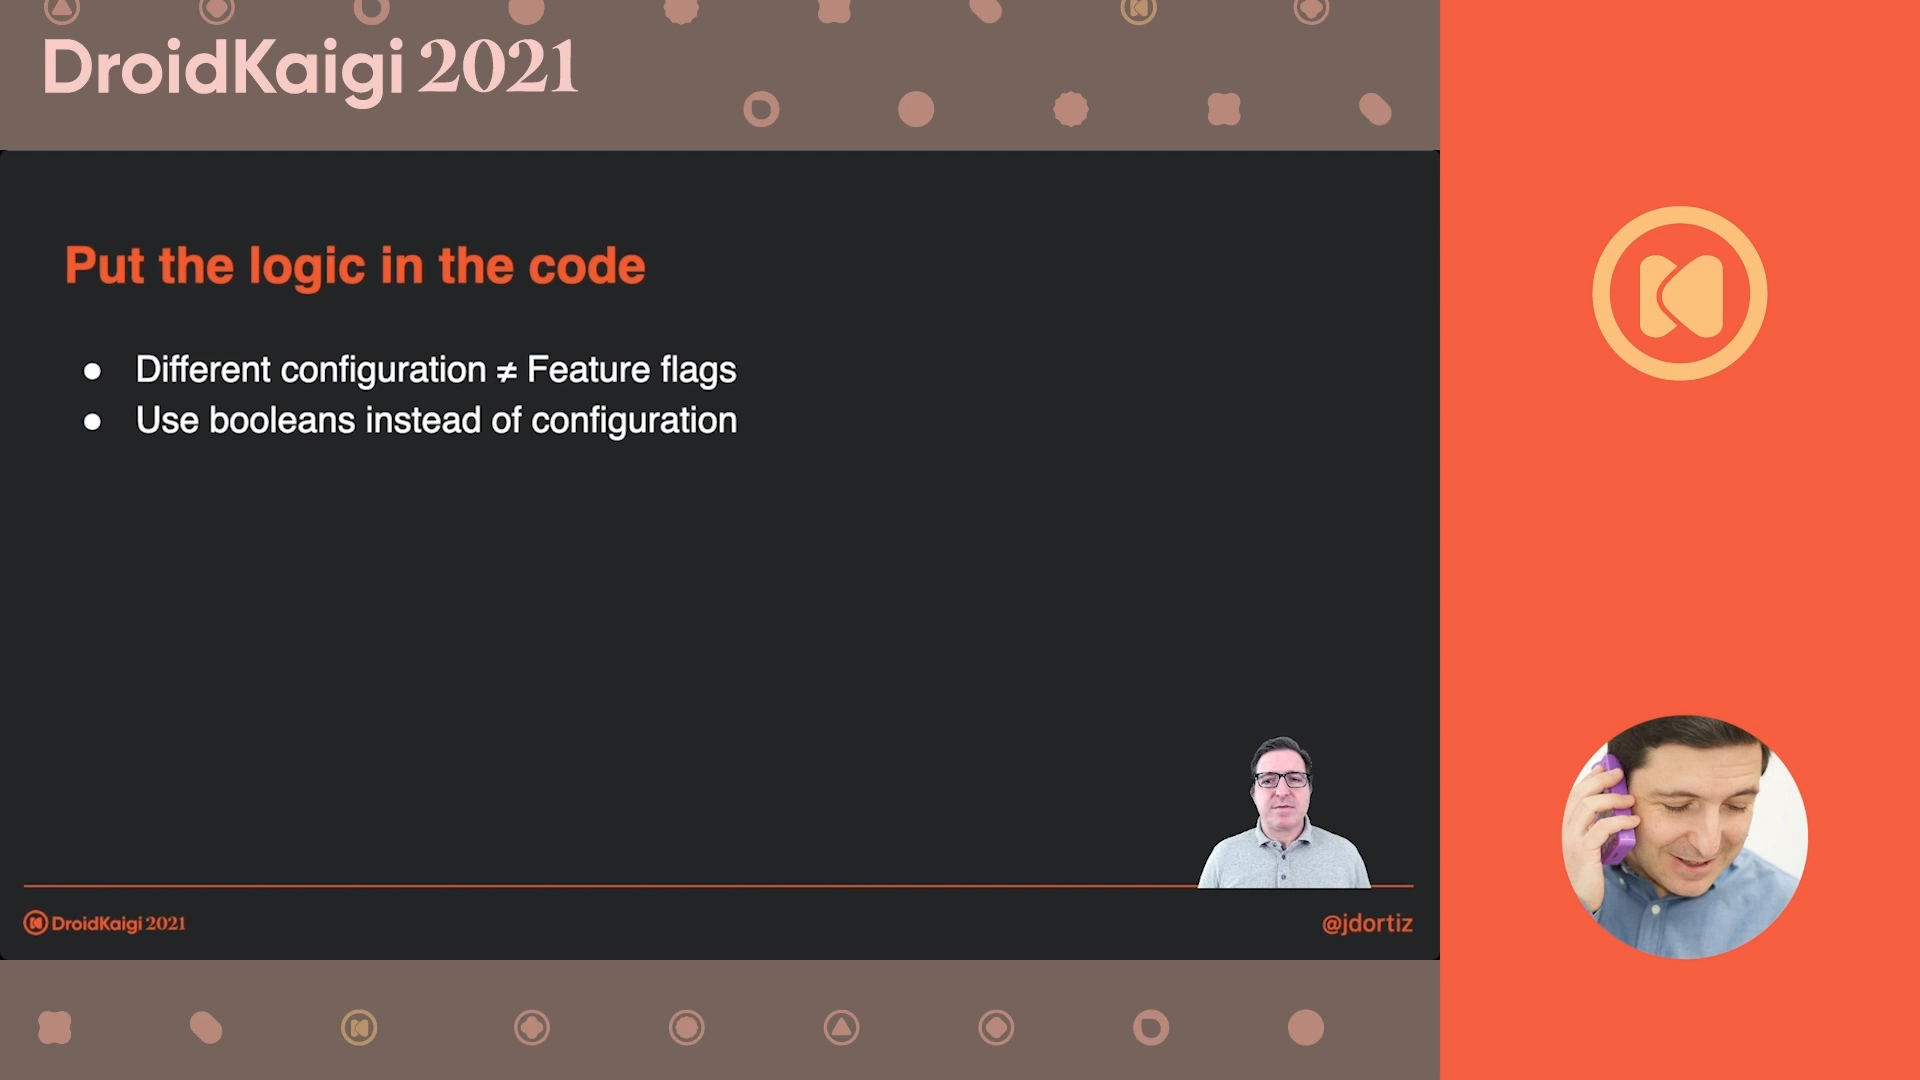 DroidKaigi 2021
Put the logic in the code
● Different configuration ≠ Feature flags
● Use booleans instead of configuration
DroidKaigi 2021
@jdortiz